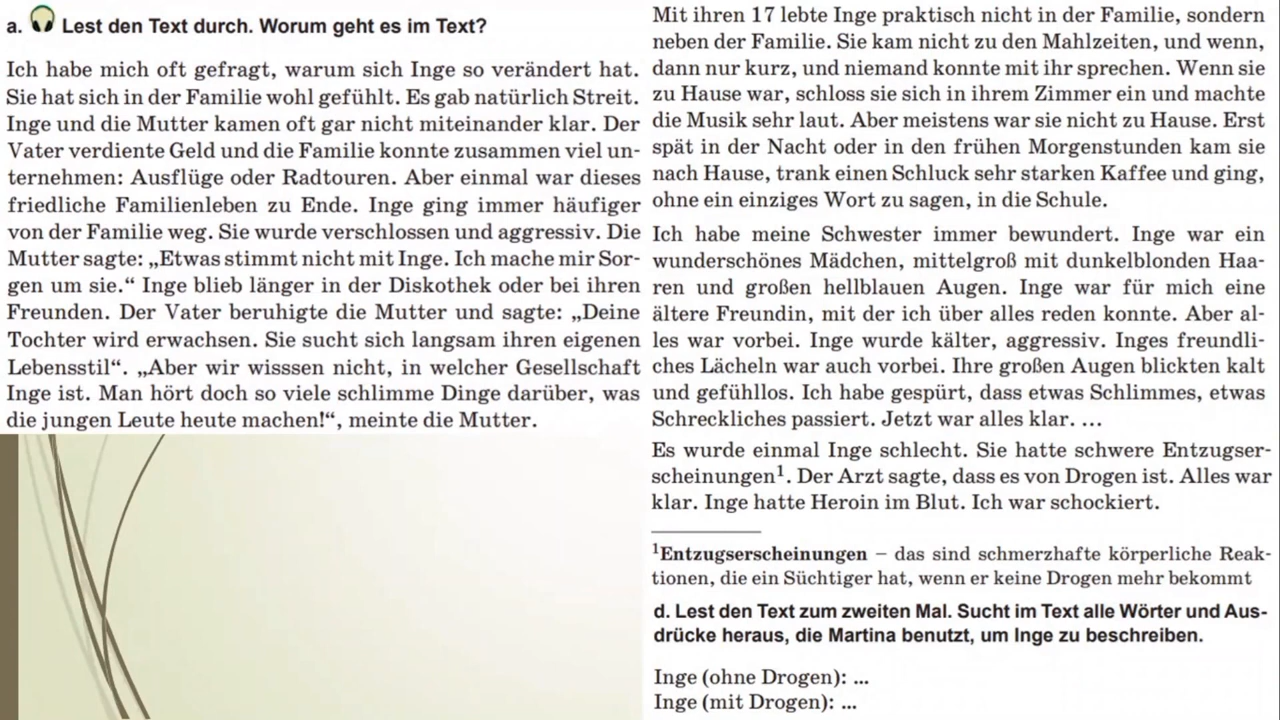 a. Lest den Text durch. Worum geht es im Text?
Ich habe mich oft gefragt, warum sich Inge so verändert hat.
Sie hat sich in der Familie wohl gefühlt. Es gab natürlich Streit.
Inge und die Mutter kamen oft gar nicht miteinander klar. Der
Vater verdiente Geld und die Familie konnte zusammen viel un-
ternehmen: Ausflüge oder Radtouren. Aber einmal war dieses
friedliche Familienleben zu Ende. Inge ging immer häufiger
von der Familie weg. Sie wurde verschlossen und aggressiv. Die
Mutter sagte: „Etwas stimmt nicht mit Inge. Ich mache mir Sor-
gen um sie.“ Inge blieb länger in der Diskothek oder bei ihren
Freunden. Der Vater beruhigte die Mutter und sagte: „Deine
Tochter wird erwachsen. Sie sucht sich langsam ihren eigenen
Lebensstil“. „Aber wir wisssen nicht, in welcher Gesellschaft
Inge ist. Man hört doch so viele schlimme Dinge darüber, was
die jungen Leute heute machen!“, meinte die Mutter.
Mit ihren 17 lebte Inge praktisch nicht in der Familie, sondern
neben der Familie. Sie kam nicht zu den Mahlzeiten, und wenn,
dann nur kurz, und niemand konnte mit ihr sprechen. Wenn sie
zu Hause war, schloss sie sich in ihrem Zimmer ein und machte
die Musik sehr laut. Aber meistens war sie nicht zu Hause. Erst
spät in der Nacht oder in den frühen Morgenstunden kam sie
nach Hause, trank einen Schluck sehr starken Kaffee und ging,
ohne ein einziges Wort zu sagen, in die Schule.
Ich habe meine Schwester immer bewundert. Inge war ein
wunderschönes Mädchen, mittelgroß mit dunkelblonden Haa-
ren und großen hellblauen Augen. Inge war für mich eine
ältere Freundin, mit der ich über alles reden konnte. Aber al-
les war vorbei. Inge wurde kälter, aggressiv. Inges freundli-
ches Lächeln war auch vorbei. Ihre großen Augen blickten kalt
und gefühllos. Ich habe gespürt, dass etwas Schlimmes, etwas
Schreckliches passiert. Jetzt war alles klar. ...
Es wurde einmal Inge schlecht. Sie hatte schwere Entzugser-
scheinungen¹. Der Arzt sagte, dass es von Drogen ist. Alles war
klar. Inge hatte Heroin im Blut. Ich war schockiert.
¹Entzugserscheinungen – das sind schmerzhafte körperliche Reak-
tionen, die ein Süchtiger hat, wenn er keine Drogen mehr bekommt
d. Lest den Text zum zweiten Mal. Sucht im Text alle Wörter und Aus-
drücke heraus, die Martina benutzt, um Inge zu beschreiben.
Inge (ohne Drogen): ...
Inge (mit Drogen): ...